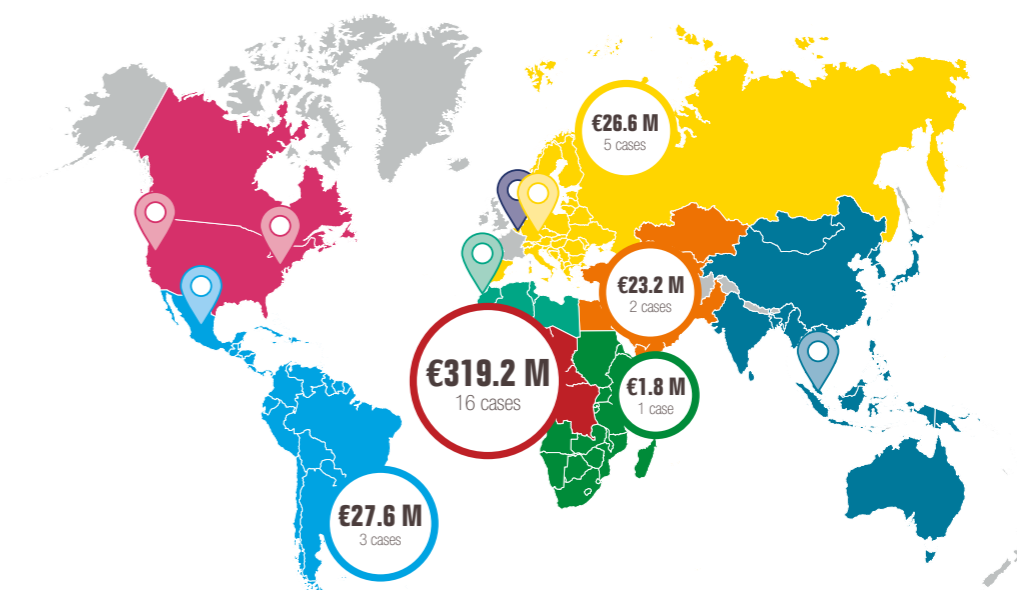 €26.6 M
5 cases
€23.2 M
2 cases
€319.2 M
16 cases
€1.8 M
1 case
€27.6 M
3 cases